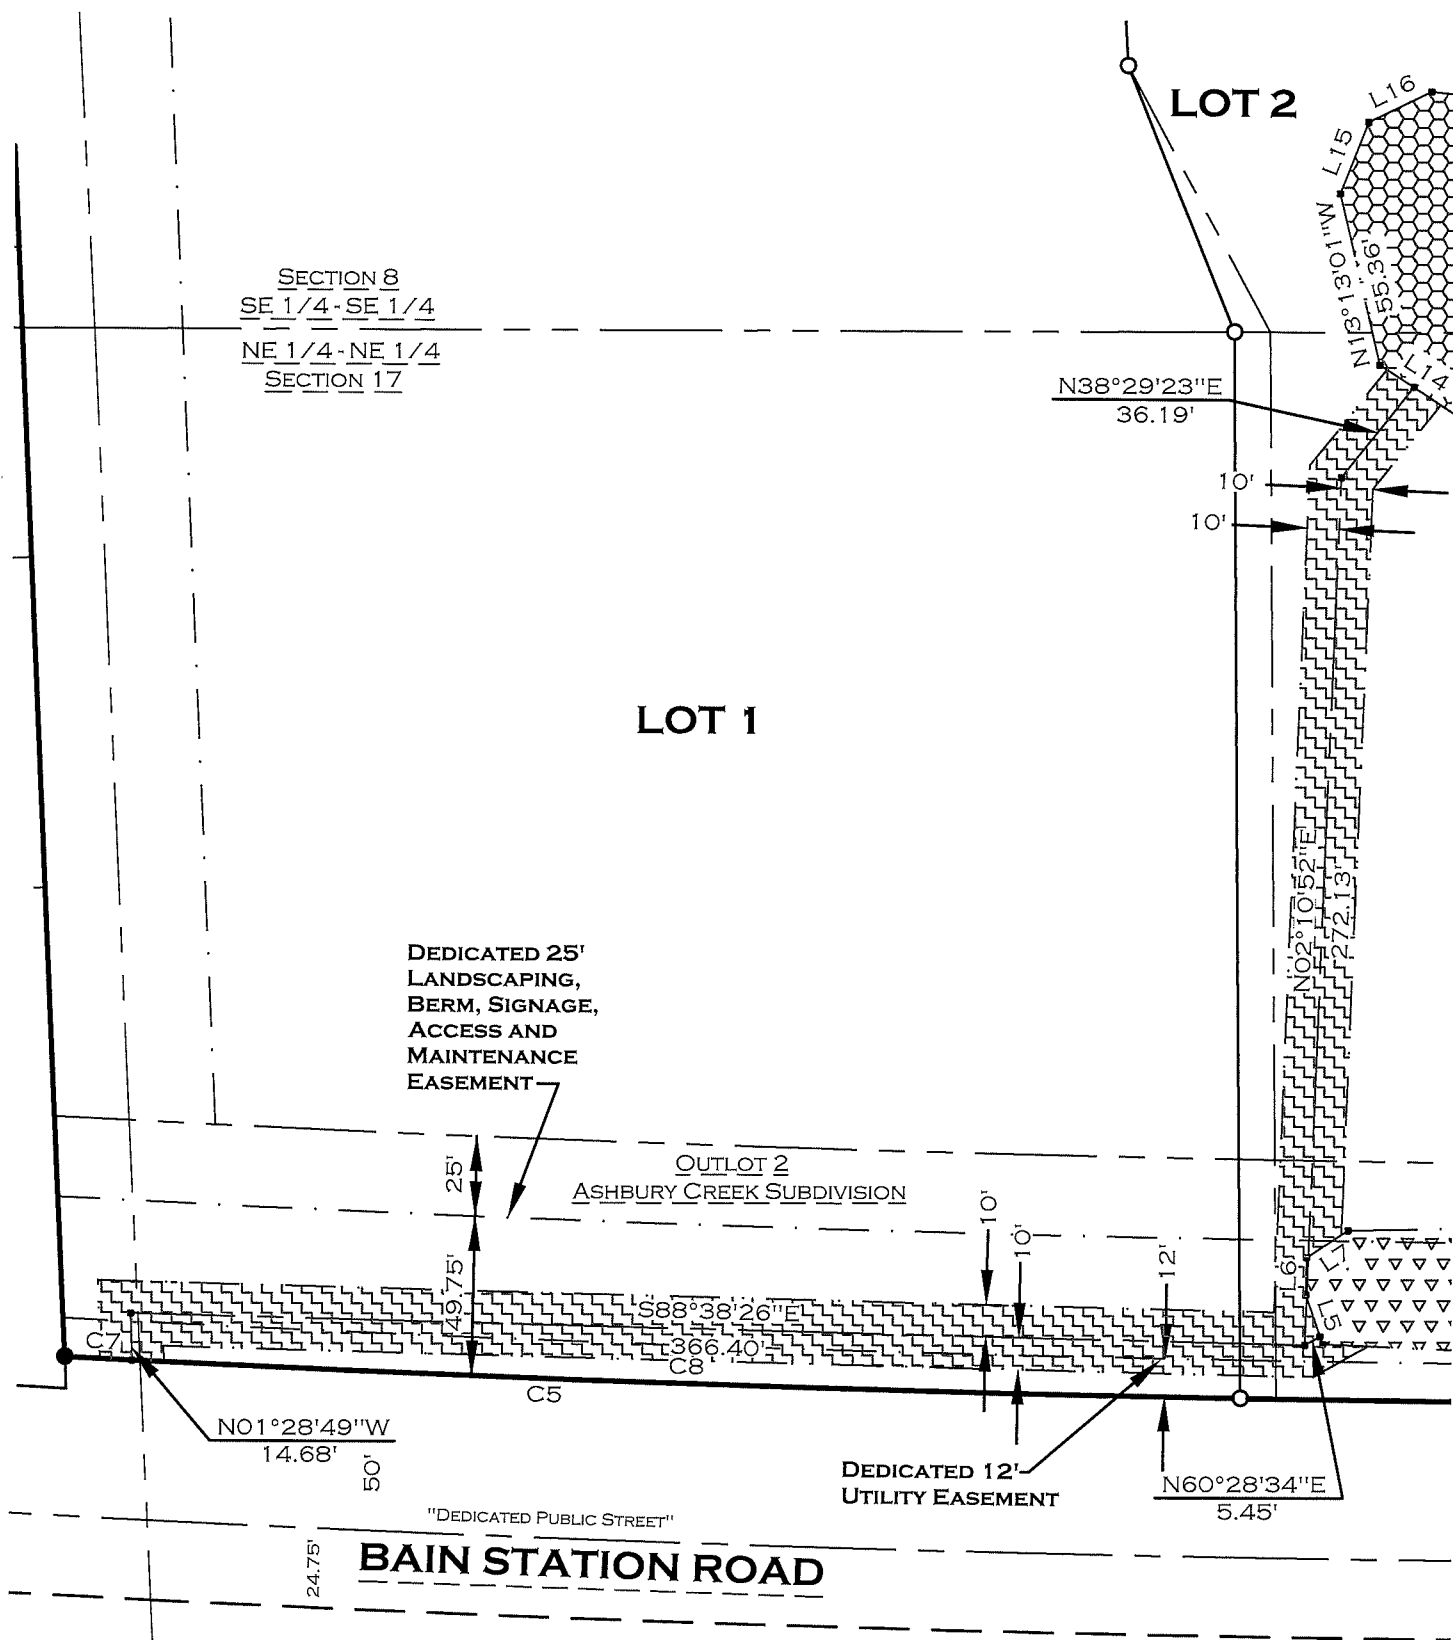 LOT 2
L16
L15
N13°13'01"W
55.36'
L14
SECTION 8
SE 1/4-SE 1/4
NE 1/4-NE 1/4
SECTION 17
N38°29'23"E
36.19'
10'
10'
LOT 1
N02°10'52"E
272.13'
DEDICATED 25'
LANDSCAPING,
BERM, SIGNAGE,
ACCESS AND
MAINTENANCE
EASEMENT
25'
OUTLOT 2
ASHBURY CREEK SUBDIVISION
49.75'
10'
10'
12'
L6
L7
L5
S88°38'26"E
366.40'
C7
C8
C5
N01°28'49"W
14.68'
50'
DEDICATED 12'
UTILITY EASEMENT
N60°28'34"E
5.45'
"DEDICATED PUBLIC STREET"
24.75'
BAIN STATION ROAD